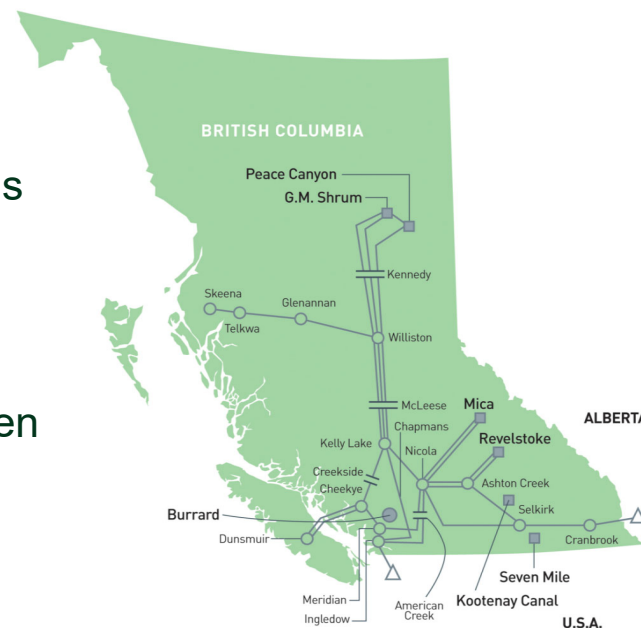 BRITISH COLUMBIA
Peace Canyon
s
G.M. Shrum
Kennedy
Skeena
Glenannan
Telkwa
Williston
McLeese
Mica
en
Chapmans
ALBERTA
Kelly Lake
Nicola
Revelstoke
Creekside
Cheekye
Ashton Creek
Burrard
Selkirk
Dunsmuir
Cranbrook
Seven Mile
Meridian
American
Creek
Kootenay Canal
Ingledow
U.S.A.